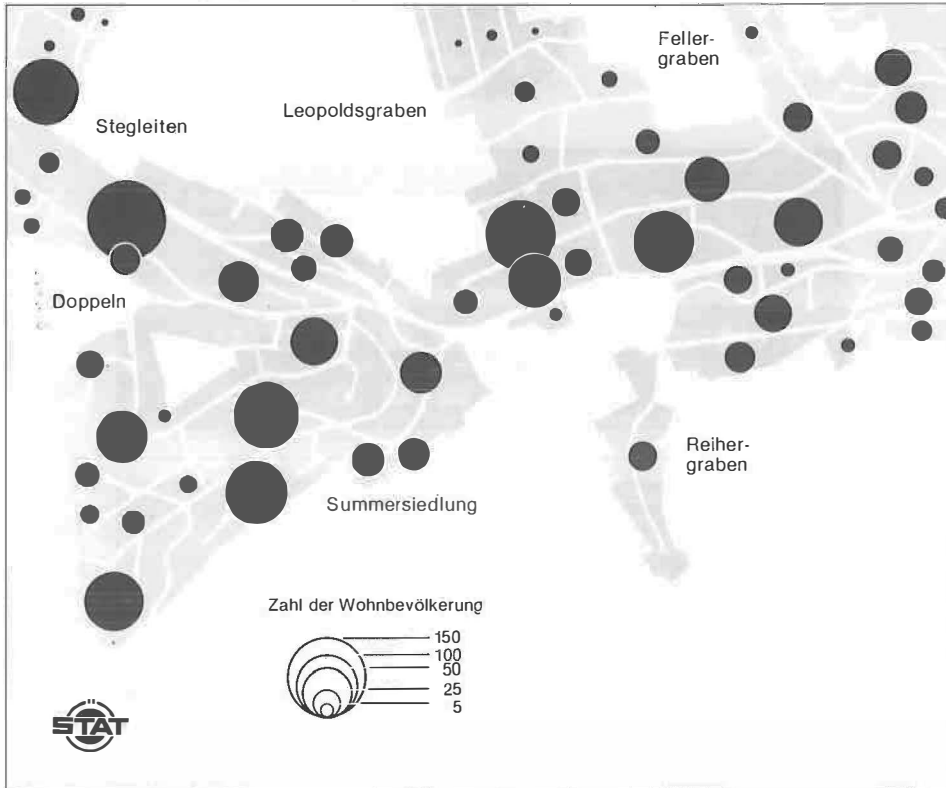 Feller-
graben
Leopoldsgraben
Stegleiten
Doppeln
Reiher-
graben
Summersiedlung
Zahl der Wohnbevölkerung
150
100
50
25
5
STAT